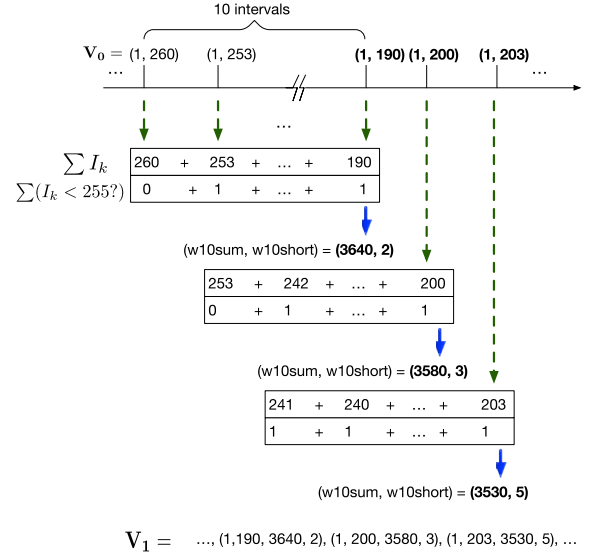 10 intervals
V₀ = (1, 260) (1, 253) (1, 190) (1, 200) (1, 203)
... ...
...
∑ Iₖ 260 + 253 + ... + 190
∑(Iₖ < 255?) 0 + 1 + ... + 1
(w10sum, w10short) = (3640, 2)
253 + 242 + ... + 200
0 + 1 + ... + 1
(w10sum, w10short) = (3580, 3)
241 + 240 + ... + 203
1 + 1 + ... + 1
(w10sum, w10short) = (3530, 5)
V₁ = ..., (1,190, 3640, 2), (1, 200, 3580, 3), (1, 203, 3530, 5), ...